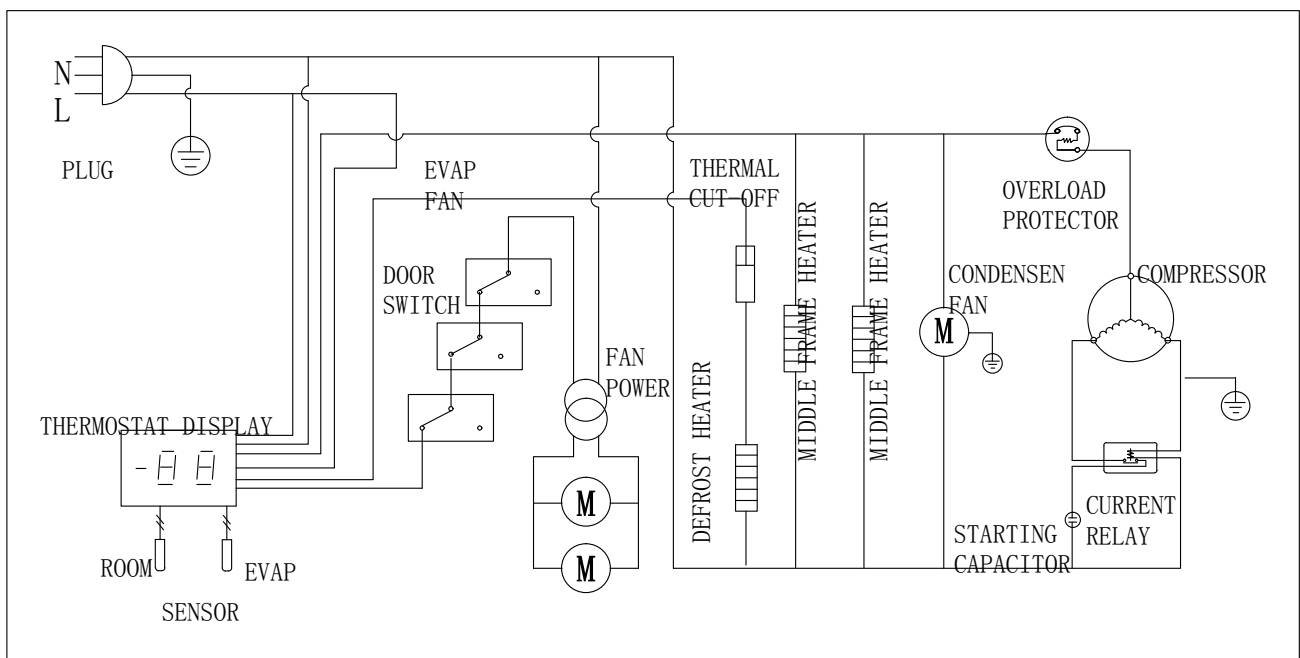 N
L
PLUG
EVAP
FAN
THERMAL
CUT-OFF
OVERLOAD
PROTECTOR
DOOR
SWITCH
MIDDLE FRAME HEATER
MIDDLE FRAME HEATER
CONDENSEN
FAN
COMPRESSOR
M
FAN
POWER
THERMOSTAT DISPLAY
-88
DEFROST HEATER
M
M
CURRENT
RELAY
STARTING
CAPACITOR
ROOM
EVAP
SENSOR